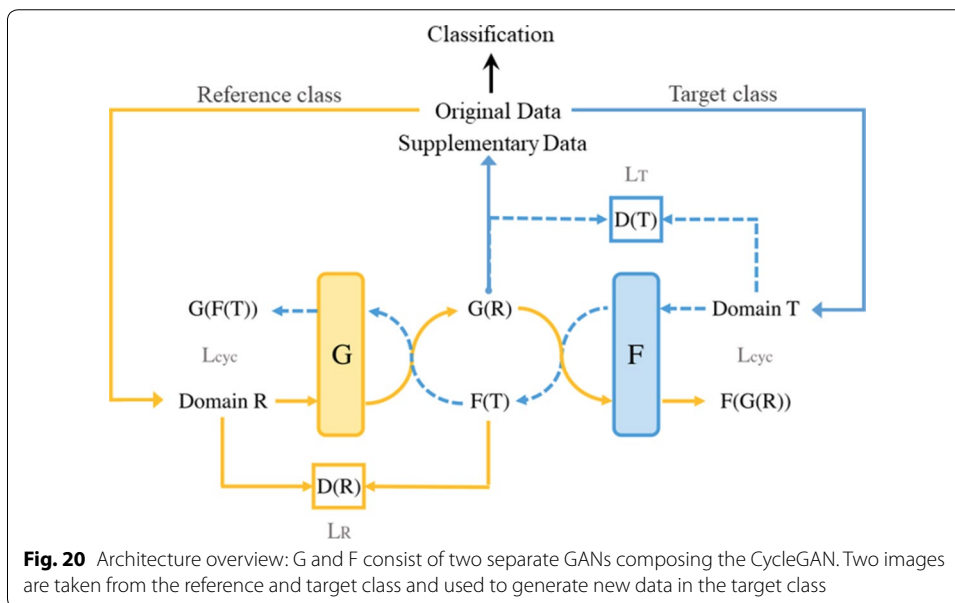 Classification
Reference class
Target class
Original Data
Supplementary Data
LT
D(T)
G(F(T))
G(R)
Domain T
G
F
Lcyc
Lcyc
Domain R
F(T)
F(G(R))
D(R)
LR
Fig. 20 Architecture overview: G and F consist of two separate GANs composing the CycleGAN. Two images
are taken from the reference and target class and used to generate new data in the target class